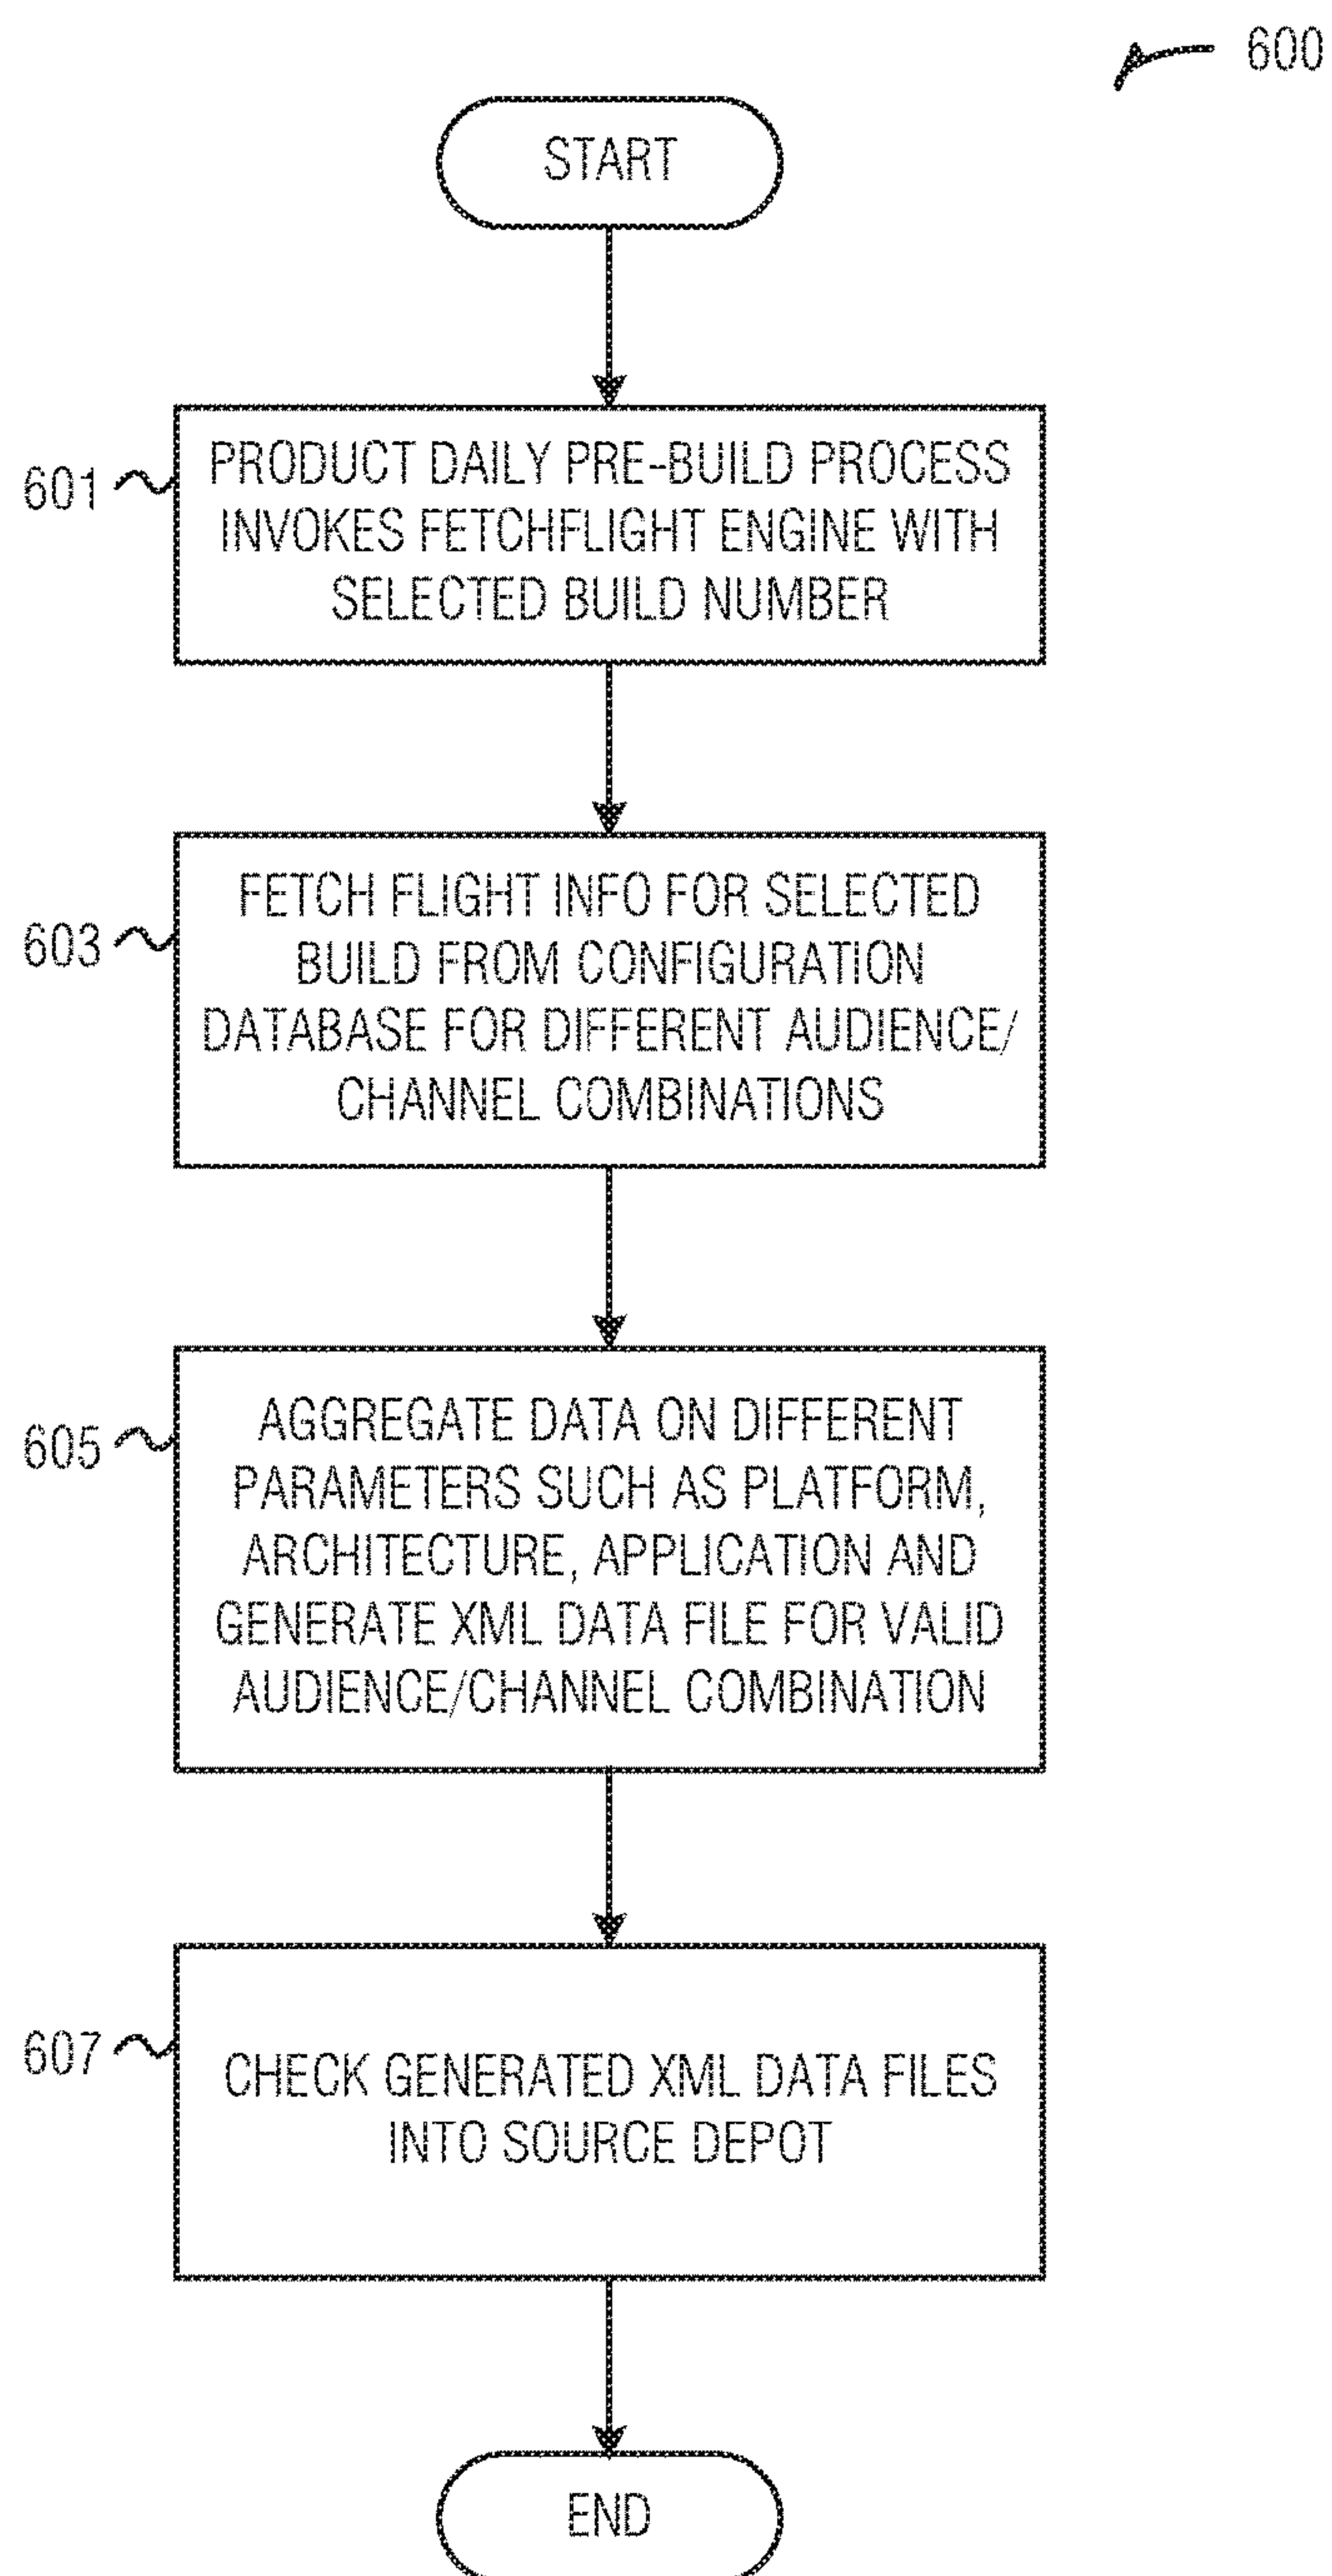 600
START
601
PRODUCT DAILY PRE-BUILD PROCESS
INVOKES FETCHFLIGHT ENGINE WITH
SELECTED BUILD NUMBER
603
FETCH FLIGHT INFO FOR SELECTED
BUILD FROM CONFIGURATION
DATABASE FOR DIFFERENT AUDIENCE/
CHANNEL COMBINATIONS
605
AGGREGATE DATA ON DIFFERENT
PARAMETERS SUCH AS PLATFORM,
ARCHITECTURE, APPLICATION AND
GENERATE XML DATA FILE FOR VALID
AUDIENCE/CHANNEL COMBINATION
607
CHECK GENERATED XML DATA FILES
INTO SOURCE DEPOT
END